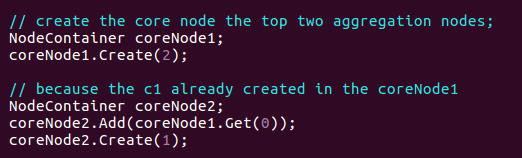 // create the core node the top two aggregation nodes;
NodeContainer coreNode1;
coreNode1.Create(2);
// because the c1 already created in the coreNode1
NodeContainer coreNode2;
coreNode2.Add(coreNode1.Get(0));
coreNode2.Create(1);